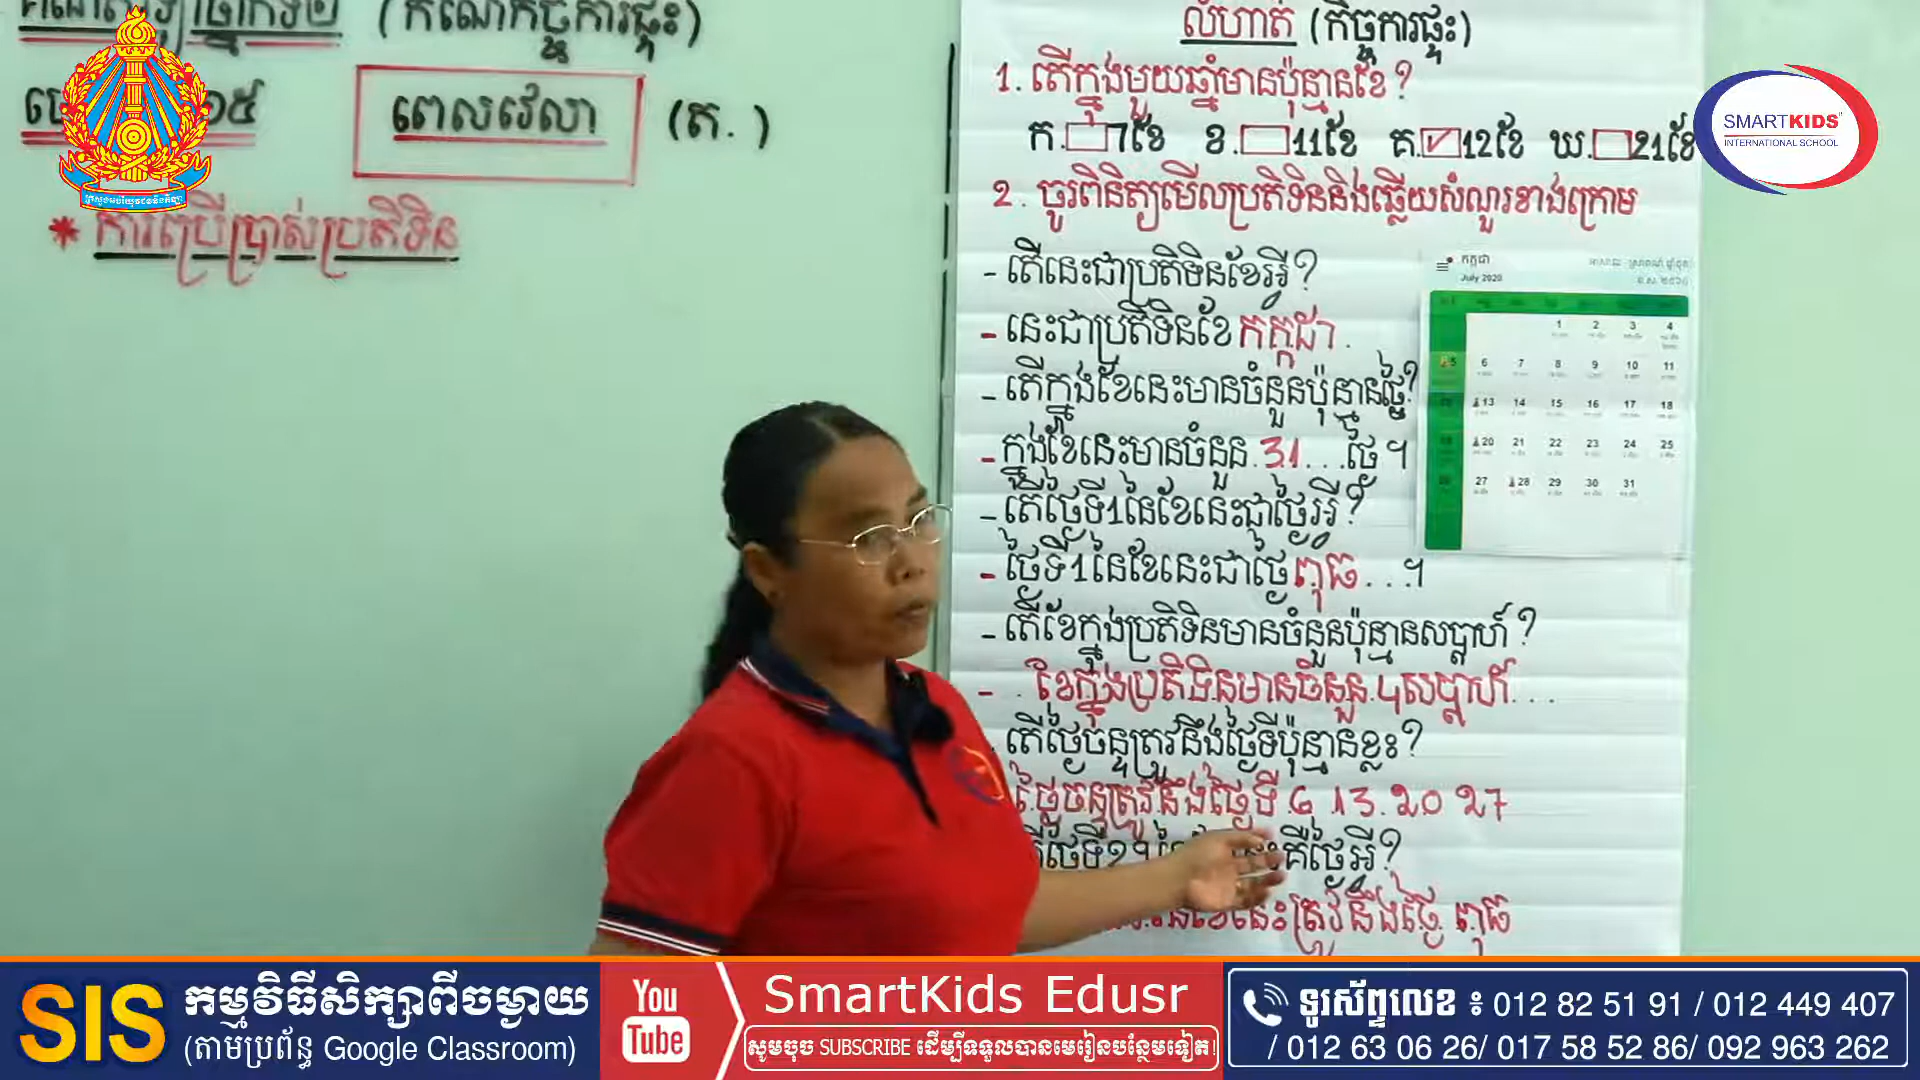 (កំណែកិច្ចការផ្ទះ)
ពេលវេលា (ត.)
* ការប្រើប្រាស់ប្រតិទិន
លំហាត់ (កិច្ចការផ្ទះ)
1. តើក្នុងមួយឆ្នាំមានប៉ុន្មានខែ?
ក. 7ខែ ខ. 11ខែ គ. ✓ 12ខែ ឃ. 21ខែ
2. ចូរពិនិត្យមើលប្រតិទិននិងឆ្លើយសំណួរខាងក្រោម
- តើនេះជាប្រតិទិនខែអ្វី?
- នេះជាប្រតិទិនខែ កក្កដា.
- តើក្នុងខែនេះមានចំនួនប៉ុន្មានថ្ងៃ?
- ក្នុងខែនេះមានចំនួន.31...ថ្ងៃ។
- តើថ្ងៃទី1នៃខែនេះជាថ្ងៃអ្វី?
- ថ្ងៃទី1នៃខែនេះជាថ្ងៃពុធ...។
- តើខែក្នុងប្រតិទិនមានចំនួនប៉ុន្មានសប្តាហ៍?
- . ខែក្នុងប្រតិទិនមានចំនួន 4សប្តាហ៍...
តើថ្ងៃចន្ទត្រូវនឹងថ្ងៃទីប៉ុន្មានខ្លះ?
ថ្ងៃចន្ទត្រូវនឹងថ្ងៃទី 6 13. 20 27
គឺថ្ងៃអ្វី?
នៃខែនេះត្រូវនឹងថ្ងៃ ពុធ
កក្កដា
July 2020
1 2 3 4
5 6 7 8 9 10 11
13 14 15 16 17 18
20 21 22 23 24 25
27 28 29 30 31
SMARTKIDS
INTERNATIONAL SCHOOL
SIS
កម្មវិធីសិក្សាពីចម្ងាយ
(តាមប្រព័ន្ធ Google Classroom)
You
Tube
SmartKids Edusr
សូមចុច SUBSCRIBE ដើម្បីទទួលបានមេរៀនបន្ថែមទៀត!
ទូរស័ព្ទលេខ ៖ 012 82 51 91 / 012 449 407
/ 012 63 06 26/ 017 58 52 86/ 092 963 262